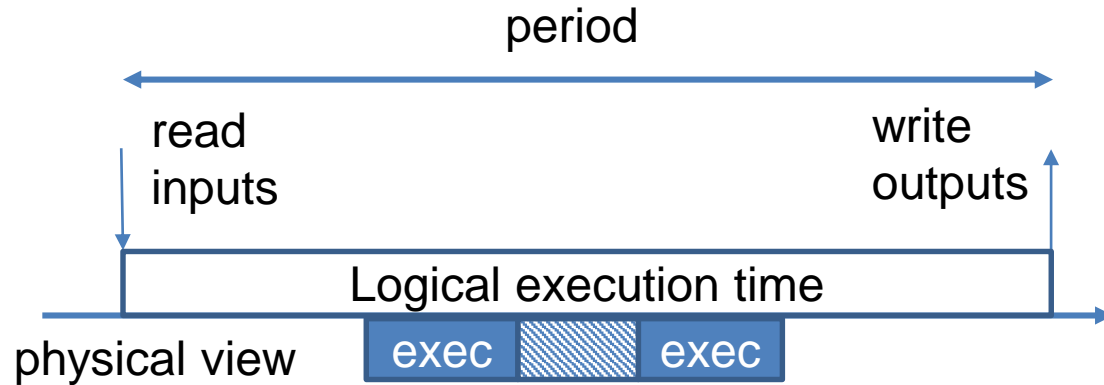 period
read
inputs
write
outputs
Logical execution time
physical view
exec
exec